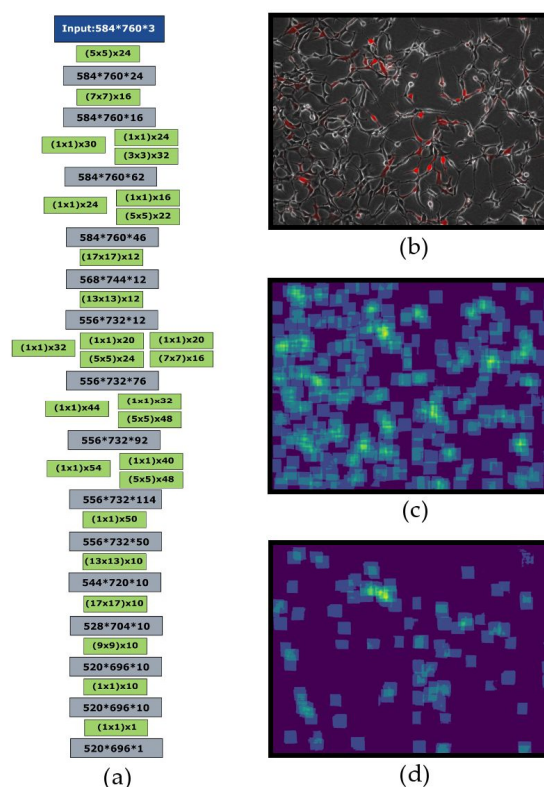 Input:584*760*3
(5x5)x24
584*760*24
(7x7)x16
584*760*16
(1x1)x30 (1x1)x24
(3x3)x32
584*760*62
(1x1)x24 (1x1)x16
(5x5)x22
584*760*46
(17x17)x12
568*744*12
(13x13)x12
556*732*12
(1x1)x32 (1x1)x20 (1x1)x20
(5x5)x24 (7x7)x16
556*732*76
(1x1)x44 (1x1)x32
(5x5)x48
556*732*92
(1x1)x54 (1x1)x40
(5x5)x48
556*732*114
(1x1)x50
556*732*50
(13x13)x10
544*720*10
(17x17)x10
528*704*10
(9x9)x10
520*696*10
(1x1)x10
520*696*10
(1x1)x1
520*696*1
(a)
(b)
(c)
(d)